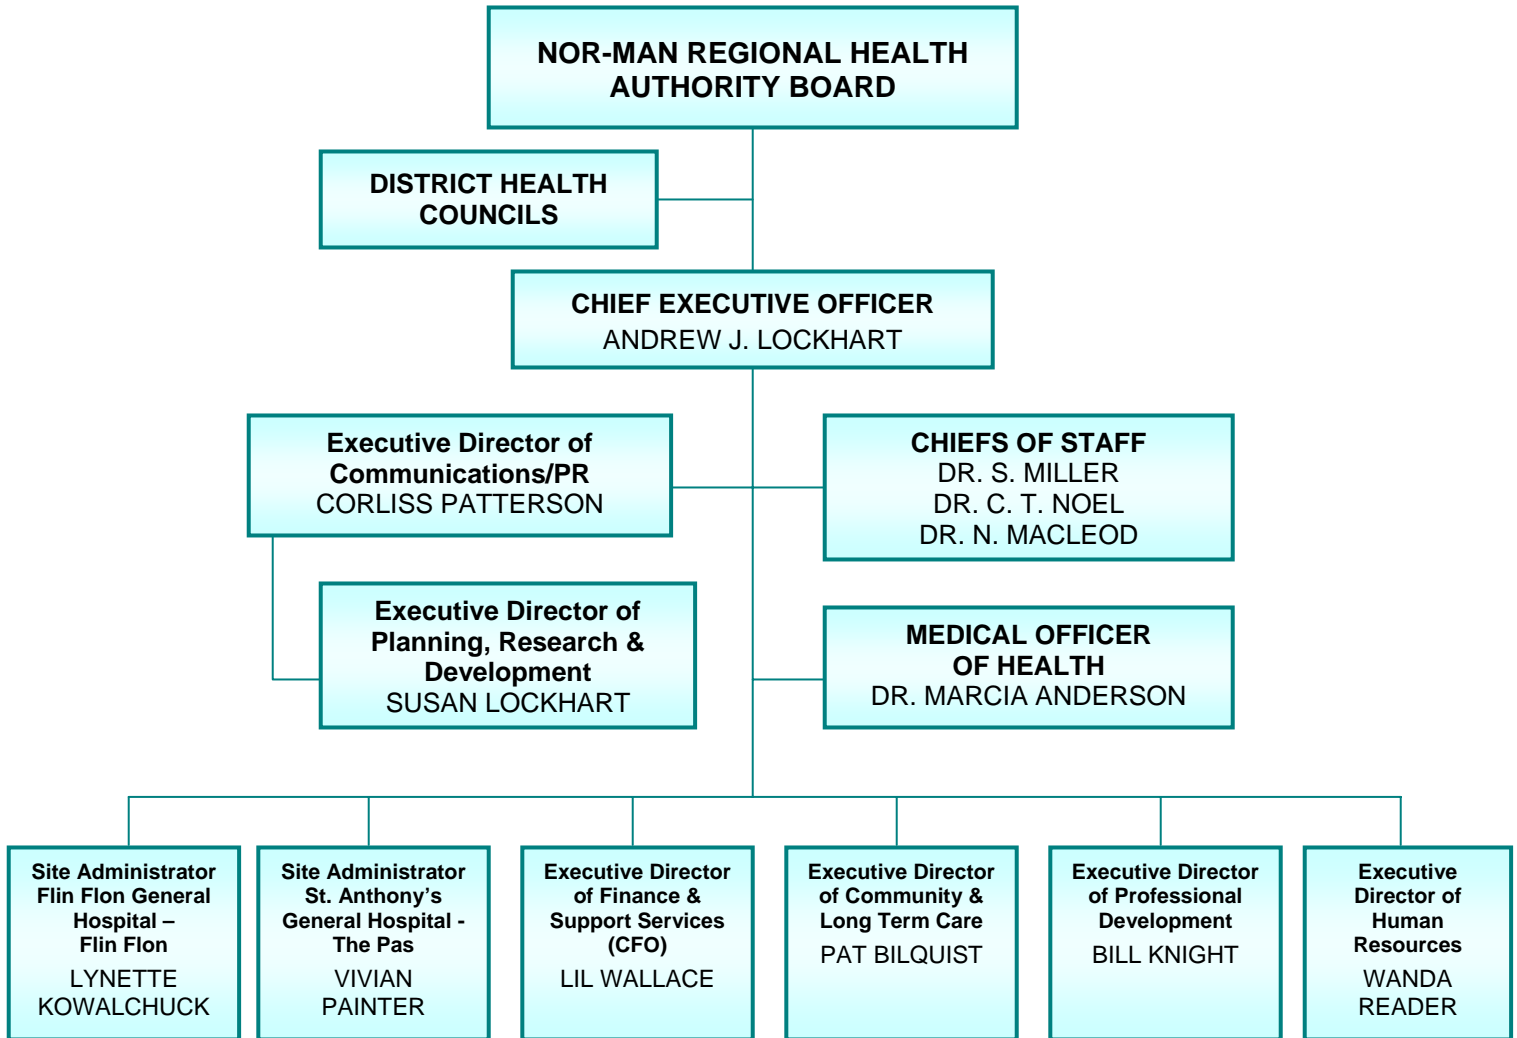 NOR-MAN REGIONAL HEALTH
AUTHORITY BOARD
DISTRICT HEALTH
COUNCILS
CHIEF EXECUTIVE OFFICER
ANDREW J. LOCKHART
Executive Director of
Communications/PR
CORLISS PATTERSON
CHIEFS OF STAFF
DR. S. MILLER
DR. C. T. NOEL
DR. N. MACLEOD
Executive Director of
Planning, Research &
Development
SUSAN LOCKHART
MEDICAL OFFICER
OF HEALTH
DR. MARCIA ANDERSON
Site Administrator
Flin Flon General
Hospital –
Flin Flon
LYNETTE
KOWALCHUCK
Site Administrator
St. Anthony’s
General Hospital -
The Pas
VIVIAN
PAINTER
Executive Director
of Finance &
Support Services
(CFO)
LIL WALLACE
Executive Director
of Community &
Long Term Care
PAT BILQUIST
Executive Director
of Professional
Development
BILL KNIGHT
Executive
Director of
Human
Resources
WANDA
READER